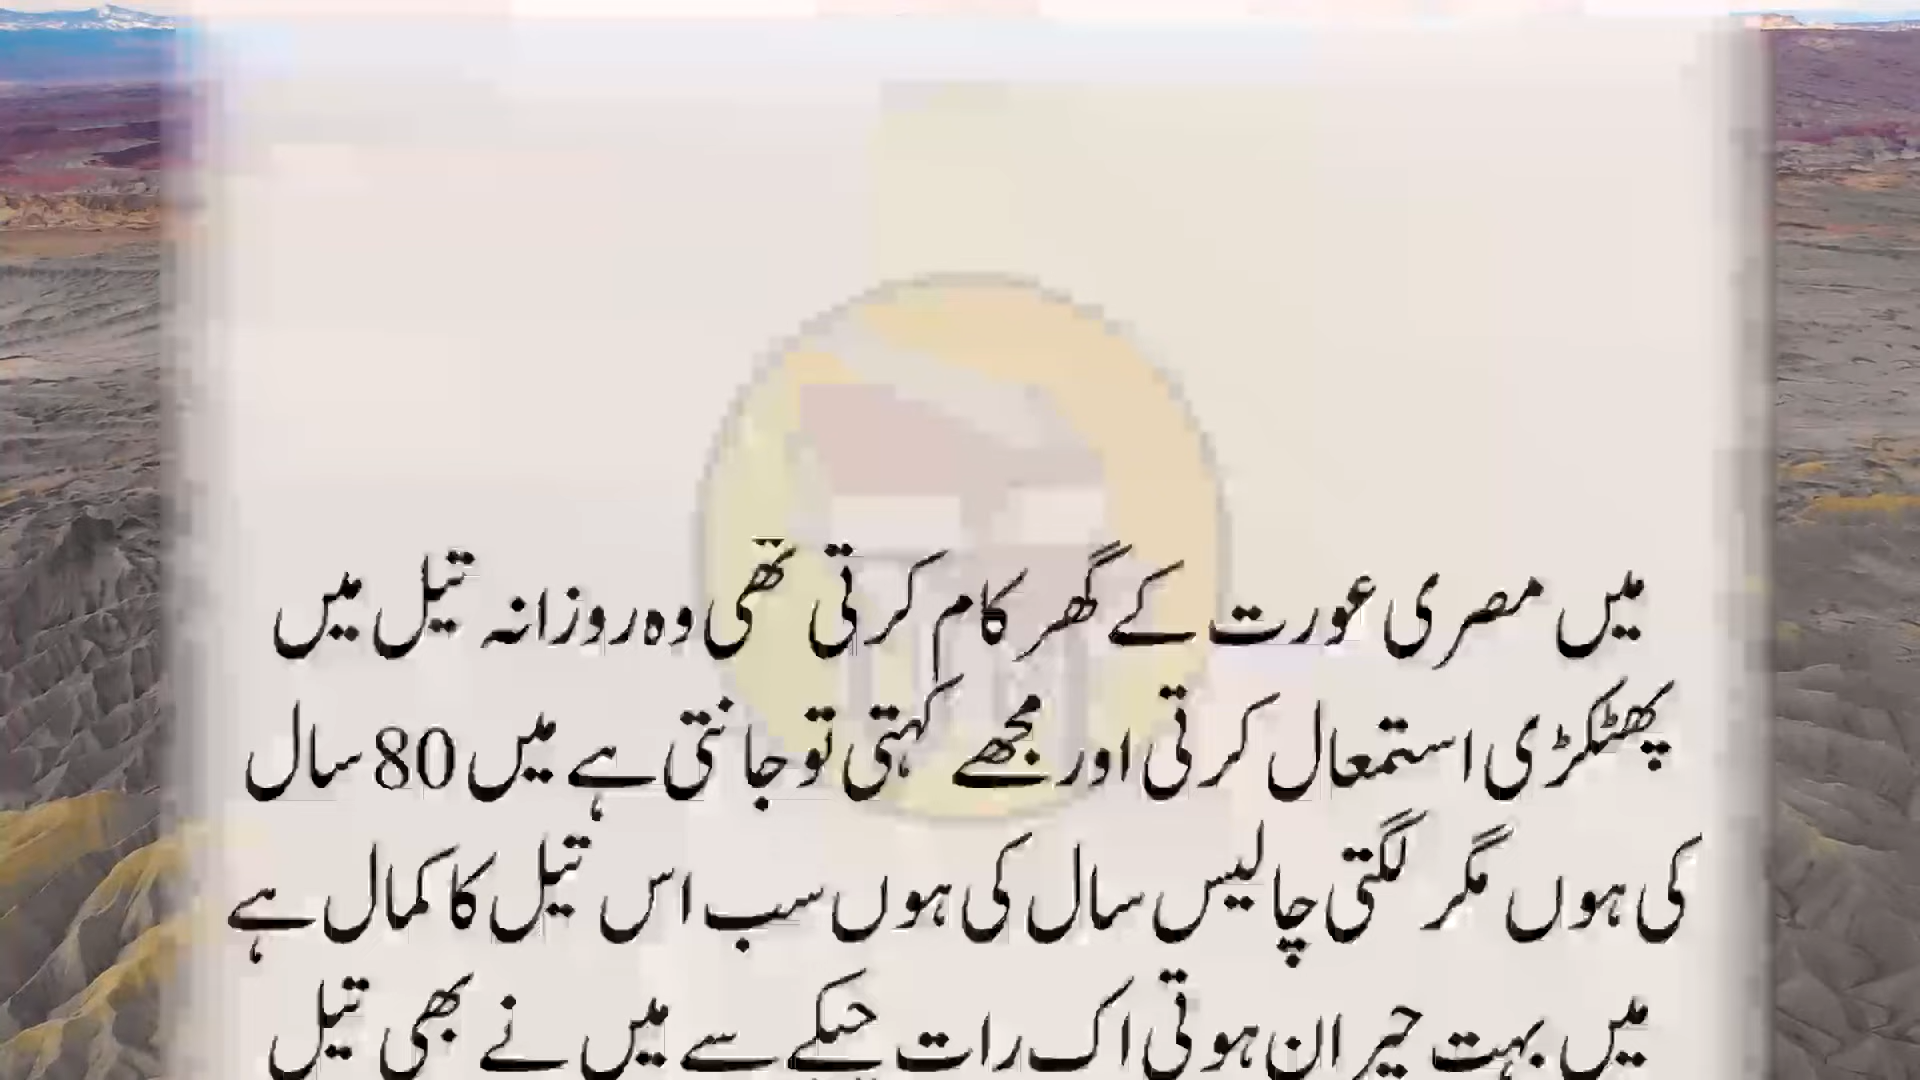 میں مصری عورت کے گھر کام کرتی تھی وہ روزانہ تیل میں
پھٹکڑی استمعال کرتی اور مجھے کہتی تو جانتی ہے میں 80 سال
کی ہوں مگر لگتی چالیس سال کی ہوں سب اس تیل کا کمال ہے
میں بہت حیران ہوتی اک رات چپکے سے میں نے بھی تیل